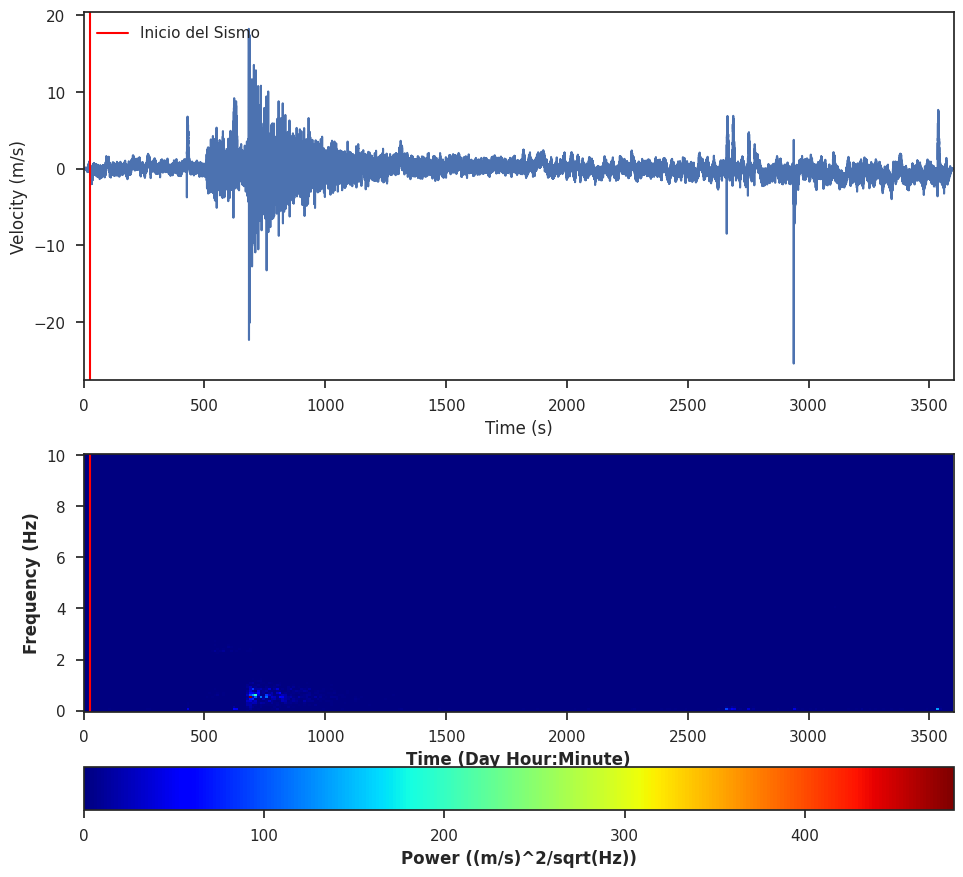 20
Inicio del Sismo
10
0
−10
−20
Velocity (m/s)
0 500 1000 1500 2000 2500 3000 3500
Time (s)
10
8
6
4
2
0
Frequency (Hz)
0 500 1000 1500 2000 2500 3000 3500
Time (Day Hour:Minute)
0 100 200 300 400
Power ((m/s)^2/sqrt(Hz))